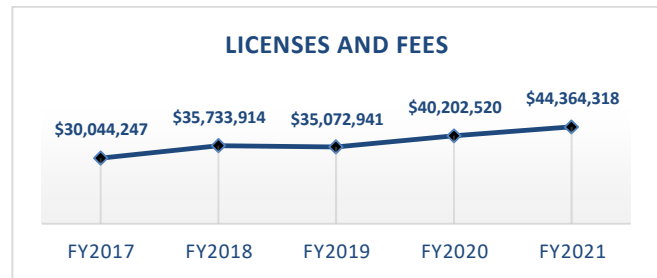 LICENSES AND FEES
$30,044,247
$35,733,914
$35,072,941
$40,202,520
$44,364,318
FY2017
FY2018
FY2019
FY2020
FY2021